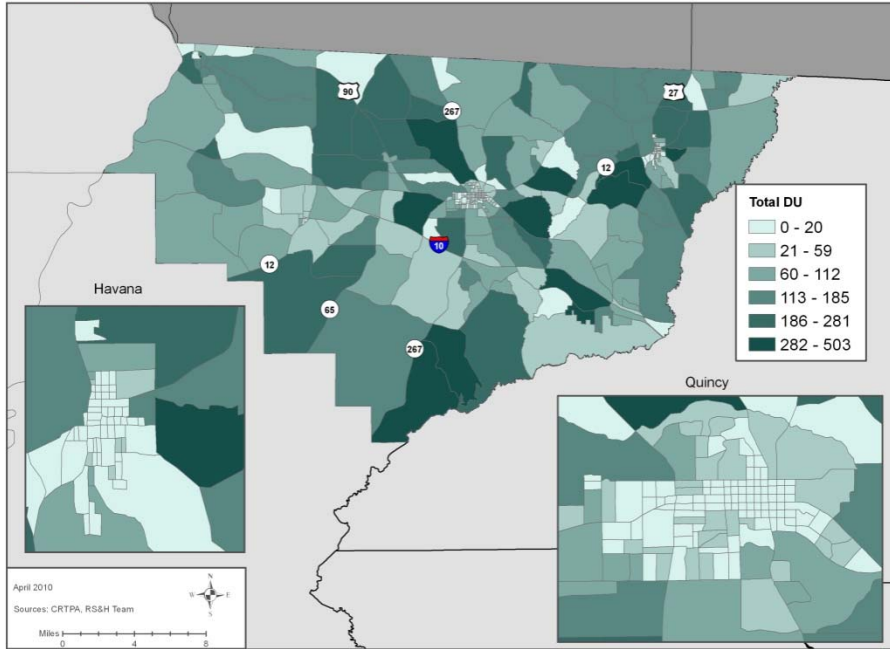 90
27
267
12
10
12
65
267
Total DU
0 - 20
21 - 59
60 - 112
113 - 185
186 - 281
282 - 503
Havana
Quincy
April 2010
Sources: CRTPA, RS&H Team
N
W E
S
Miles 0 4 8